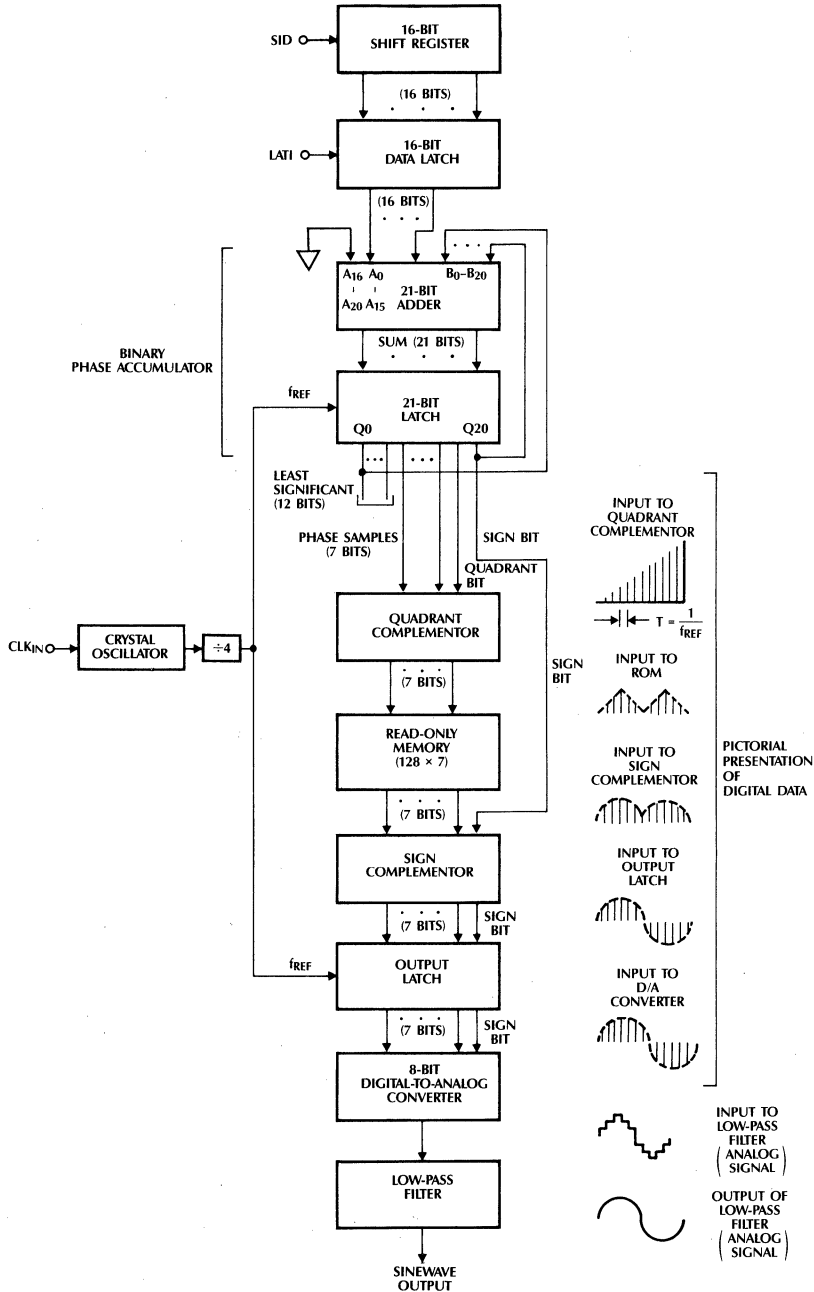 SID
16-BIT
SHIFT REGISTER
(16 BITS)
LATI
16-BIT
DATA LATCH
(16 BITS)
A16 A0
B0–B20
21-BIT
ADDER
A20 A15
SUM (21 BITS)
BINARY
PHASE ACCUMULATOR
fREF
21-BIT
LATCH
Q0
Q20
LEAST
SIGNIFICANT
(12 BITS)
PHASE SAMPLES
(7 BITS)
SIGN BIT
QUADRANT
BIT
QUADRANT
COMPLEMENTOR
CLKIN
CRYSTAL
OSCILLATOR
÷4
(7 BITS)
SIGN
BIT
READ-ONLY
MEMORY
(128 × 7)
(7 BITS)
SIGN
COMPLEMENTOR
(7 BITS)
SIGN
BIT
fREF
OUTPUT
LATCH
(7 BITS)
SIGN
BIT
8-BIT
DIGITAL-TO-ANALOG
CONVERTER
LOW-PASS
FILTER
SINEWAVE
OUTPUT
INPUT TO
QUADRANT
COMPLEMENTOR
T = 1
fREF
INPUT TO
ROM
INPUT TO
SIGN
COMPLEMENTOR
INPUT TO
OUTPUT
LATCH
INPUT TO
D/A
CONVERTER
PICTORIAL
PRESENTATION
OF
DIGITAL DATA
INPUT TO
LOW-PASS
FILTER
(ANALOG
SIGNAL)
OUTPUT OF
LOW-PASS
FILTER
(ANALOG
SIGNAL)